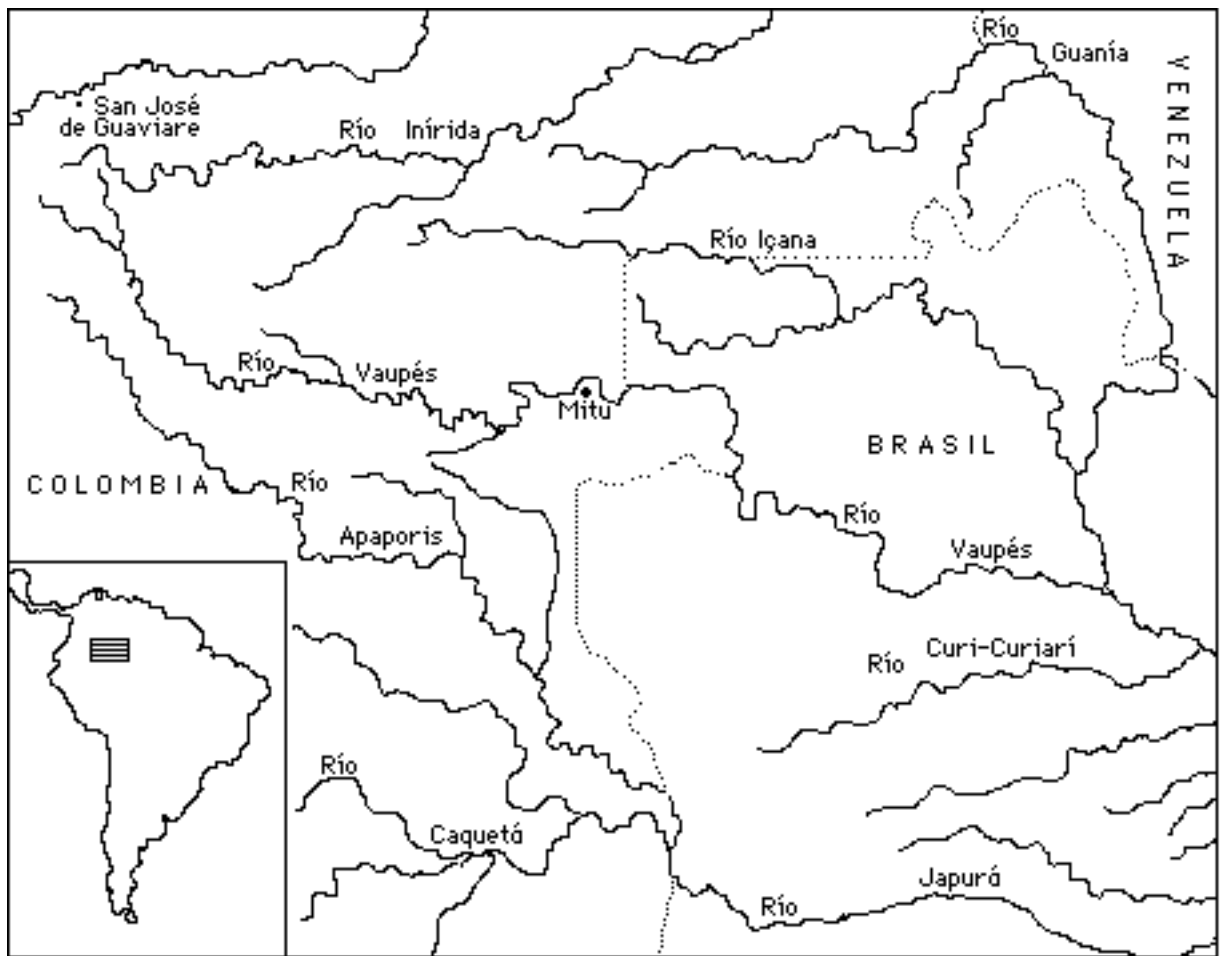 Río
Guanía
VENEZUELA
San José
de Guaviare
Río Inírida
Río Içana
Río
Vaupés
Mitú
BRASIL
COLOMBIA
Río
Apaporis
Río
Vaupés
Río
Curi-Curiarí
Río
Caquetá
Japurá
Río